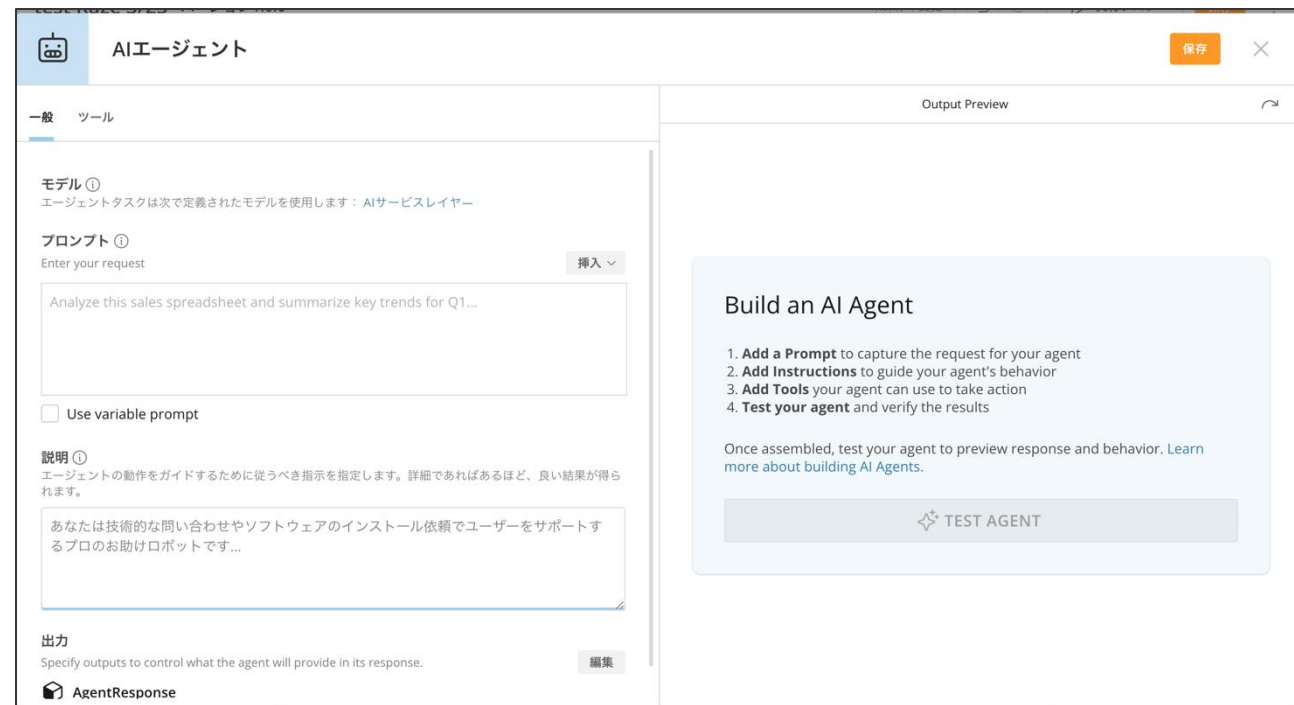 AIエージェント
保存
一般 ツール
モデル
エージェントタスクは次で定義されたモデルを使用します： AIサービスレイヤー
プロンプト
Enter your request
挿入
Analyze this sales spreadsheet and summarize key trends for Q1...
Use variable prompt
説明
エージェントの動作をガイドするために従うべき指示を指定します。詳細であればあるほど、良い結果が得ら
れます。
あなたは技術的な問い合わせやソフトウェアのインストール依頼でユーザーをサポートす
るプロのお助けロボットです...
出力
Specify outputs to control what the agent will provide in its response.
編集
AgentResponse
Output Preview
Build an AI Agent
1. Add a Prompt to capture the request for your agent
2. Add Instructions to guide your agent's behavior
3. Add Tools your agent can use to take action
4. Test your agent and verify the results
Once assembled, test your agent to preview response and behavior. Learn
more about building AI Agents.
TEST AGENT